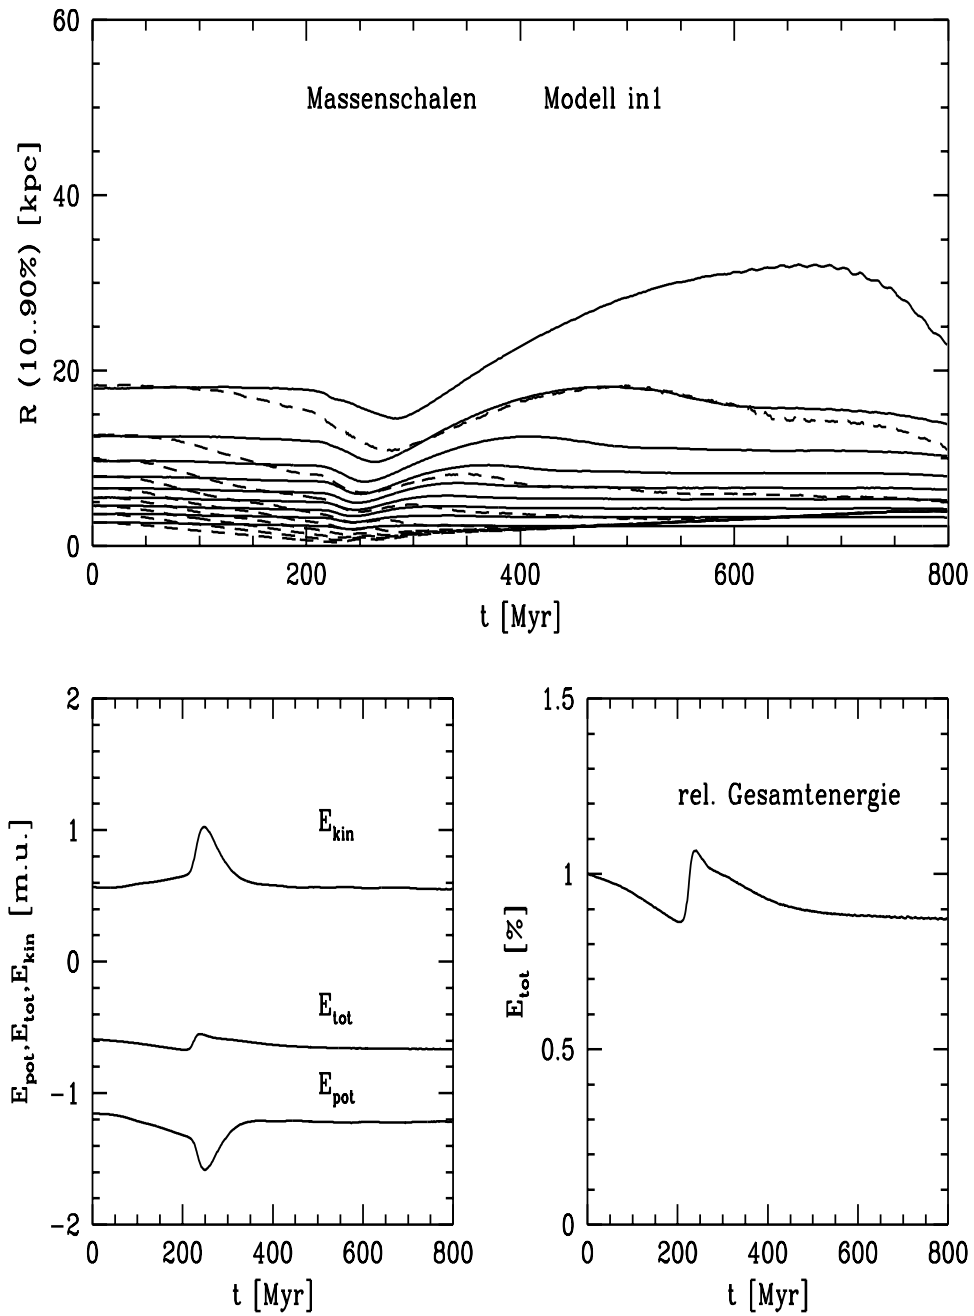 60
Massenschalen Modell in1
40
R (10..90%) [kpc]
20
0
0 200 400 600 800
t [Myr]
2
1
0
-1
-2
E_pot,E_tot,E_kin [m.u.]
E_kin
E_tot
E_pot
0 200 400 600 800
t [Myr]
1.5
rel. Gesamtenergie
1
E_tot [%]
0.5
0
0 200 400 600 800
t [Myr]